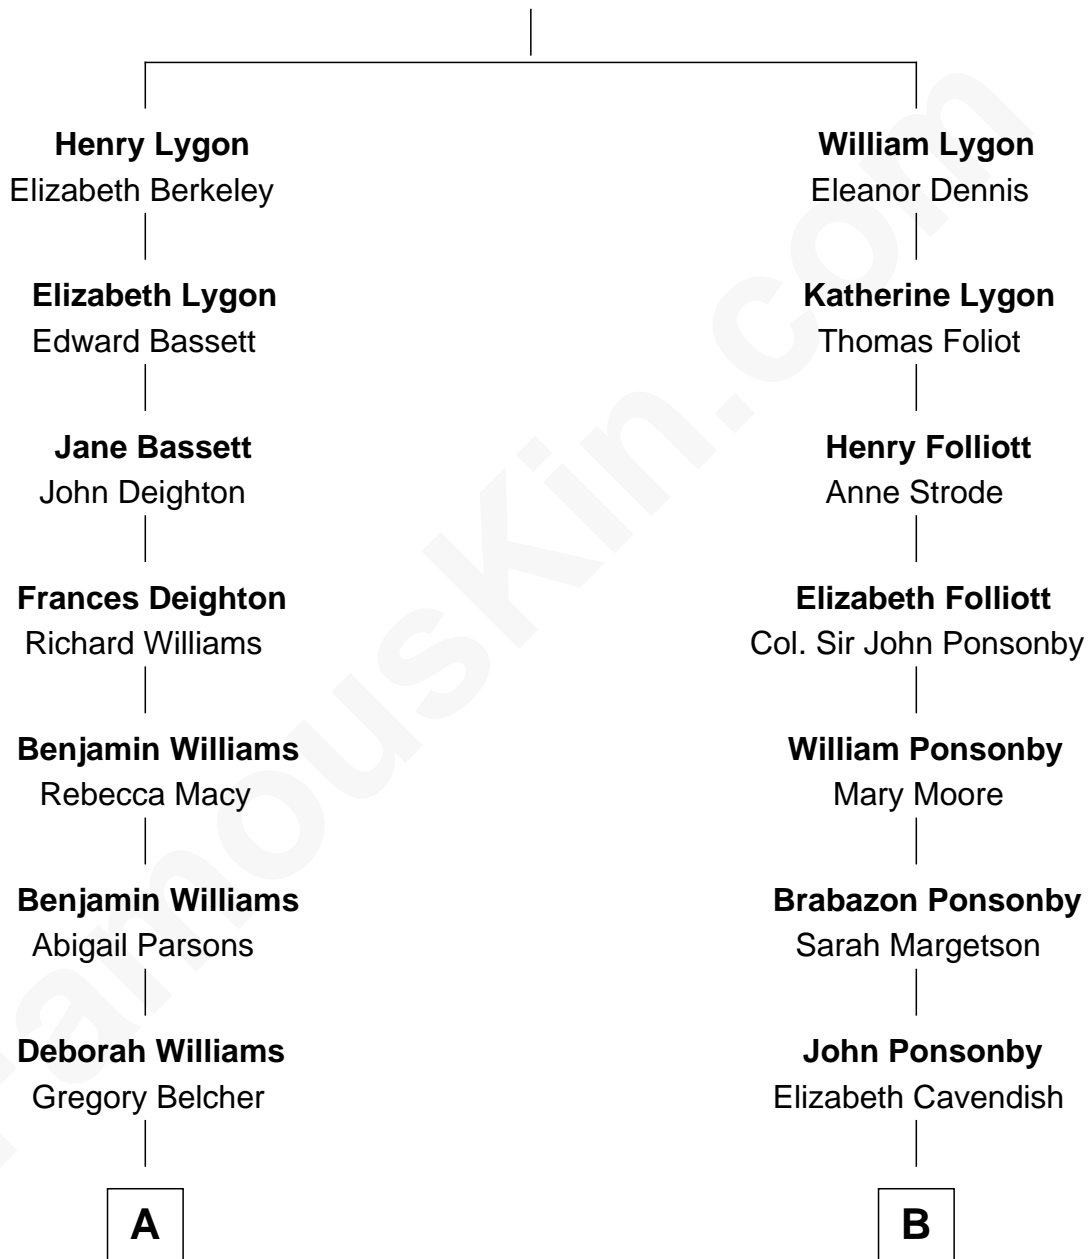 Henry Lygon
Elizabeth Berkeley
Elizabeth Lygon
Edward Bassett
Jane Bassett
John Deighton
Frances Deighton
Richard Williams
Benjamin Williams
Rebecca Macy
Benjamin Williams
Abigail Parsons
Deborah Williams
Gregory Belcher
A
William Lygon
Eleanor Dennis
Katherine Lygon
Thomas Foliot
Henry Folliott
Anne Strode
Elizabeth Folliott
Col. Sir John Ponsonby
William Ponsonby
Mary Moore
Brabazon Ponsonby
Sarah Margetson
John Ponsonby
Elizabeth Cavendish
B
FamousKin.com